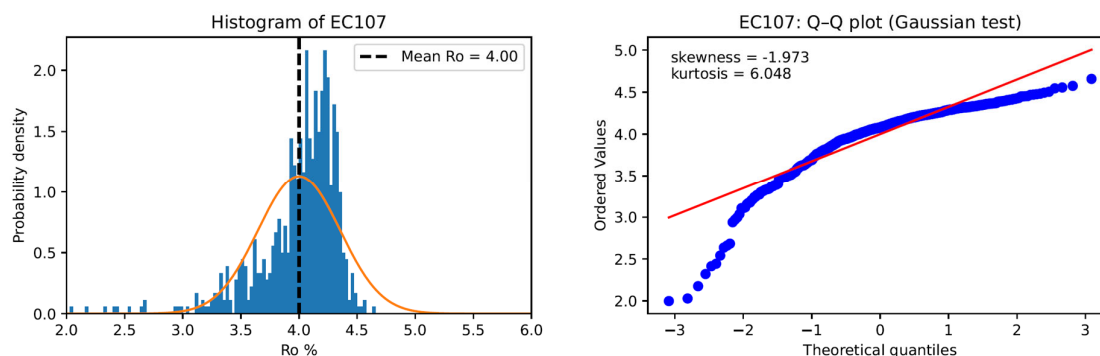 Histogram of EC107
Mean Ro = 4.00
Probability density
2.0
1.5
1.0
0.5
0.0
2.0 2.5 3.0 3.5 4.0 4.5 5.0 5.5 6.0
Ro %
EC107: Q–Q plot (Gaussian test)
skewness = -1.973
kurtosis = 6.048
Ordered Values
5.0
4.5
4.0
3.5
3.0
2.5
2.0
−3 −2 −1 0 1 2 3
Theoretical quantiles